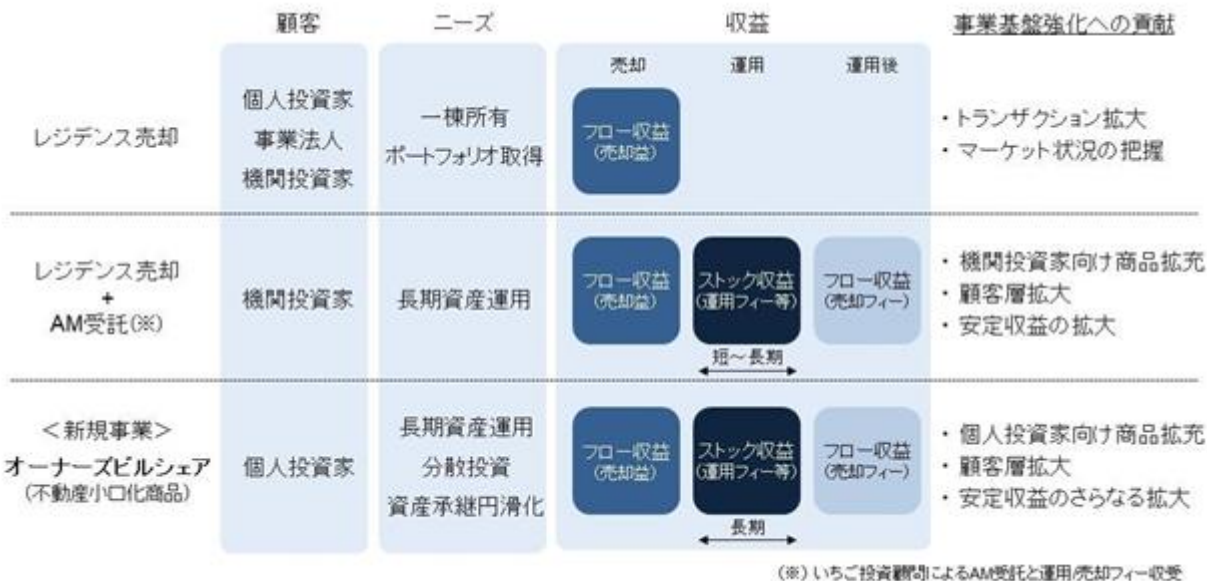 顧客 ニーズ 収益 事業基盤強化への貢献
売却 運用 運用後
レジデンス売却
個人投資家
事業法人
機関投資家
一棟所有
ポートフォリオ取得
フロー収益
(売却益)
・トランザクション拡大
・マーケット状況の把握
レジデンス売却
+
AM受託(※)
機関投資家
長期資産運用
フロー収益
(売却益)
ストック収益
(運用フィー等)
フロー収益
(売却フィー)
短～長期
・機関投資家向け商品拡充
・顧客層拡大
・安定収益の拡大
＜新規事業＞
オーナーズビルシェア
(不動産小口化商品)
個人投資家
長期資産運用
分散投資
資産承継円滑化
フロー収益
(売却益)
ストック収益
(運用フィー等)
フロー収益
(売却フィー)
長期
・個人投資家向け商品拡充
・顧客層拡大
・安定収益のさらなる拡大
(※) いちご投資顧問によるAM受託と運用/売却フィー収受